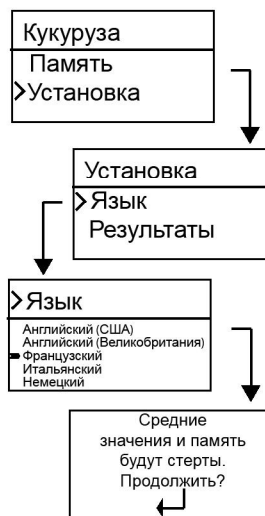 Кукуруза
Память
Установка
Установка
Язык
Результаты
Язык
Английский (США)
Английский (Великобритания)
Французский
Итальянский
Немецкий
Средние
значения и память
будут стерты.
Продолжить?